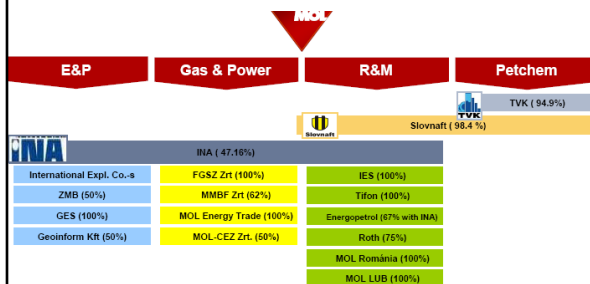 MOL
E&P
Gas & Power
R&M
Petchem
TVK
TVK ( 94.9%)
Slovnaft
Slovnaft ( 98.4 %)
INA
INA ( 47.16%)
International Expl. Co.-s
FGSZ Zrt (100%)
IES (100%)
ZMB (50%)
MMBF Zrt (62%)
Tifon (100%)
GES (100%)
MOL Energy Trade (100%)
Energopetrol (67% with INA)
Geoinform Kft (50%)
MOL-CEZ Zrt. (50%)
Roth (75%)
MOL Románia (100%)
MOL LUB (100%)